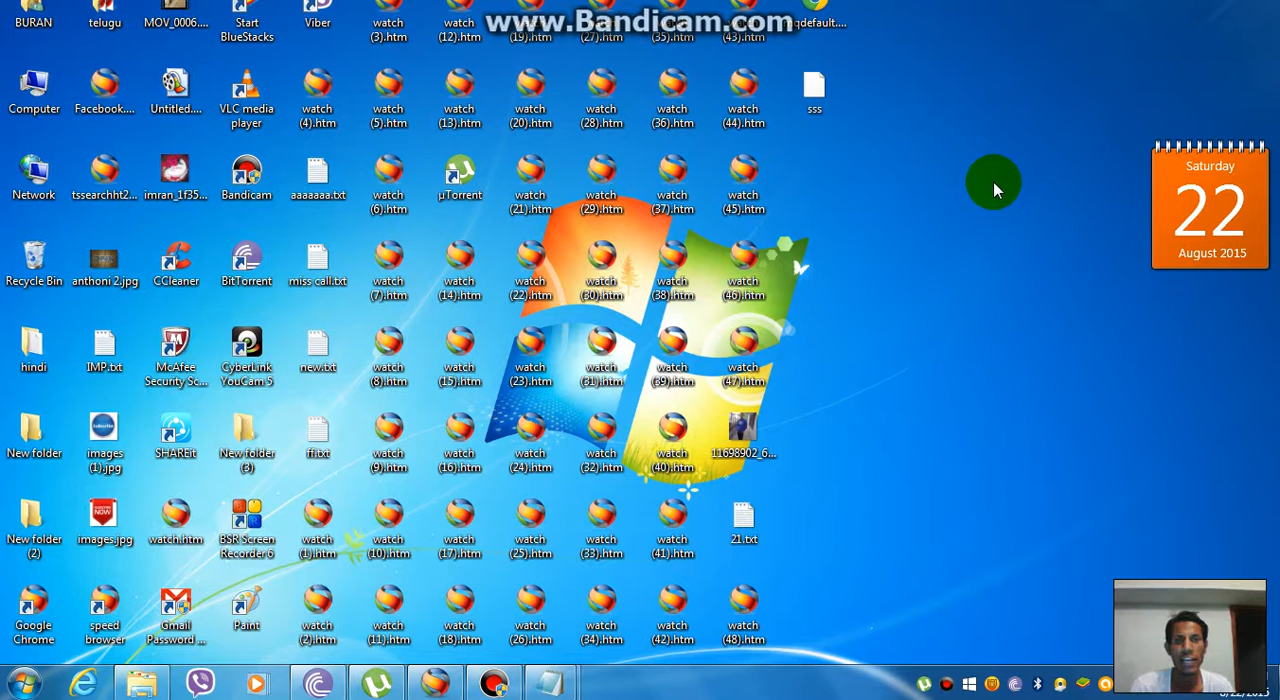 www.Bandicam.com
BURAN
telugu
MOV_0006....
Start
BlueStacks
Viber
watch
(3).htm
watch
(12).htm
watch
(19).htm
watch
(27).htm
watch
(35).htm
watch
(43).htm
Computer
Facebook....
Untitled....
VLC media
player
watch
(4).htm
watch
(5).htm
watch
(13).htm
watch
(20).htm
watch
(28).htm
watch
(36).htm
watch
(44).htm
sss
Network
tssearchht2...
imran_1f35...
Bandicam
aaaaaaa.txt
watch
(6).htm
µTorrent
watch
(21).htm
watch
(29).htm
watch
(37).htm
watch
(45).htm
Saturday
22
August 2015
Recycle Bin
anthoni 2.jpg
CCleaner
BitTorrent
miss call.txt
watch
(7).htm
watch
(14).htm
watch
(22).htm
watch
(30).htm
watch
(38).htm
watch
(46).htm
hindi
IMP.txt
McAfee
Security Sc...
CyberLink
YouCam 5
new.txt
watch
(8).htm
watch
(15).htm
watch
(23).htm
watch
(31).htm
watch
(39).htm
watch
(47).htm
New folder
images
(1).jpg
SHAREit
New folder
(3)
watch
(9).htm
watch
(16).htm
watch
(24).htm
watch
(32).htm
watch
(40).htm
11698902_6...
New folder
(2)
images.jpg
watch.htm
BSR Screen
Recorder 6
watch
(1).htm
watch
(10).htm
watch
(17).htm
watch
(25).htm
watch
(33).htm
watch
(41).htm
21.txt
Google
Chrome
speed
browser
Gmail
Password ...
Paint
watch
(2).htm
watch
(11).htm
watch
(18).htm
watch
(26).htm
watch
(34).htm
watch
(42).htm
watch
(48).htm